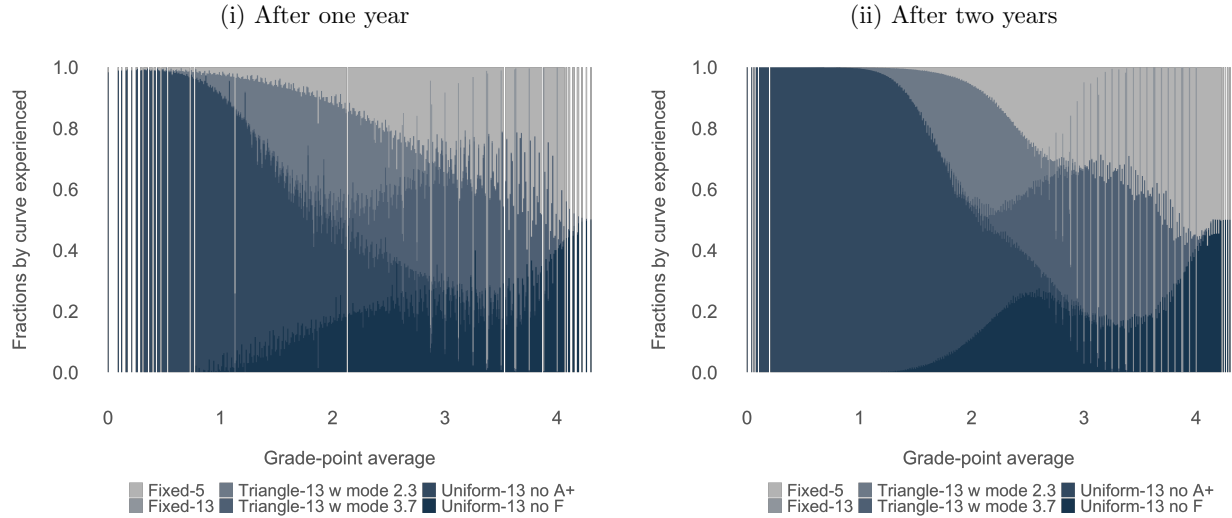 (i) After one year
(ii) After two years
Fractions by curve experienced
1.0
0.8
0.6
0.4
0.2
0.0
0 1 2 3 4
Grade-point average
Fixed-5 Triangle-13 w mode 2.3 Uniform-13 no A+
Fixed-13 Triangle-13 w mode 3.7 Uniform-13 no F
Fractions by curve experienced
1.0
0.8
0.6
0.4
0.2
0.0
0 1 2 3 4
Grade-point average
Fixed-5 Triangle-13 w mode 2.3 Uniform-13 no A+
Fixed-13 Triangle-13 w mode 3.7 Uniform-13 no F